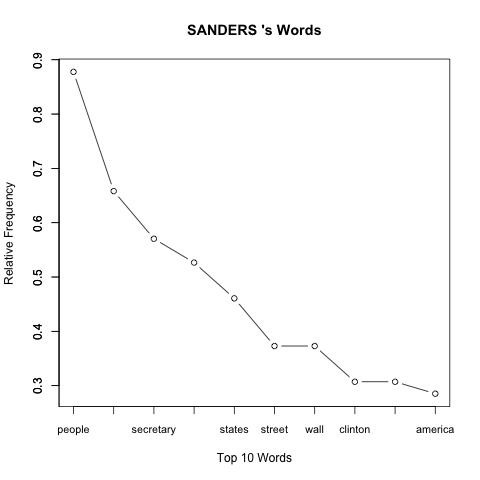 SANDERS 's Words
Relative Frequency
0.9
0.8
0.7
0.6
0.5
0.4
0.3
people secretary states street wall clinton america
Top 10 Words